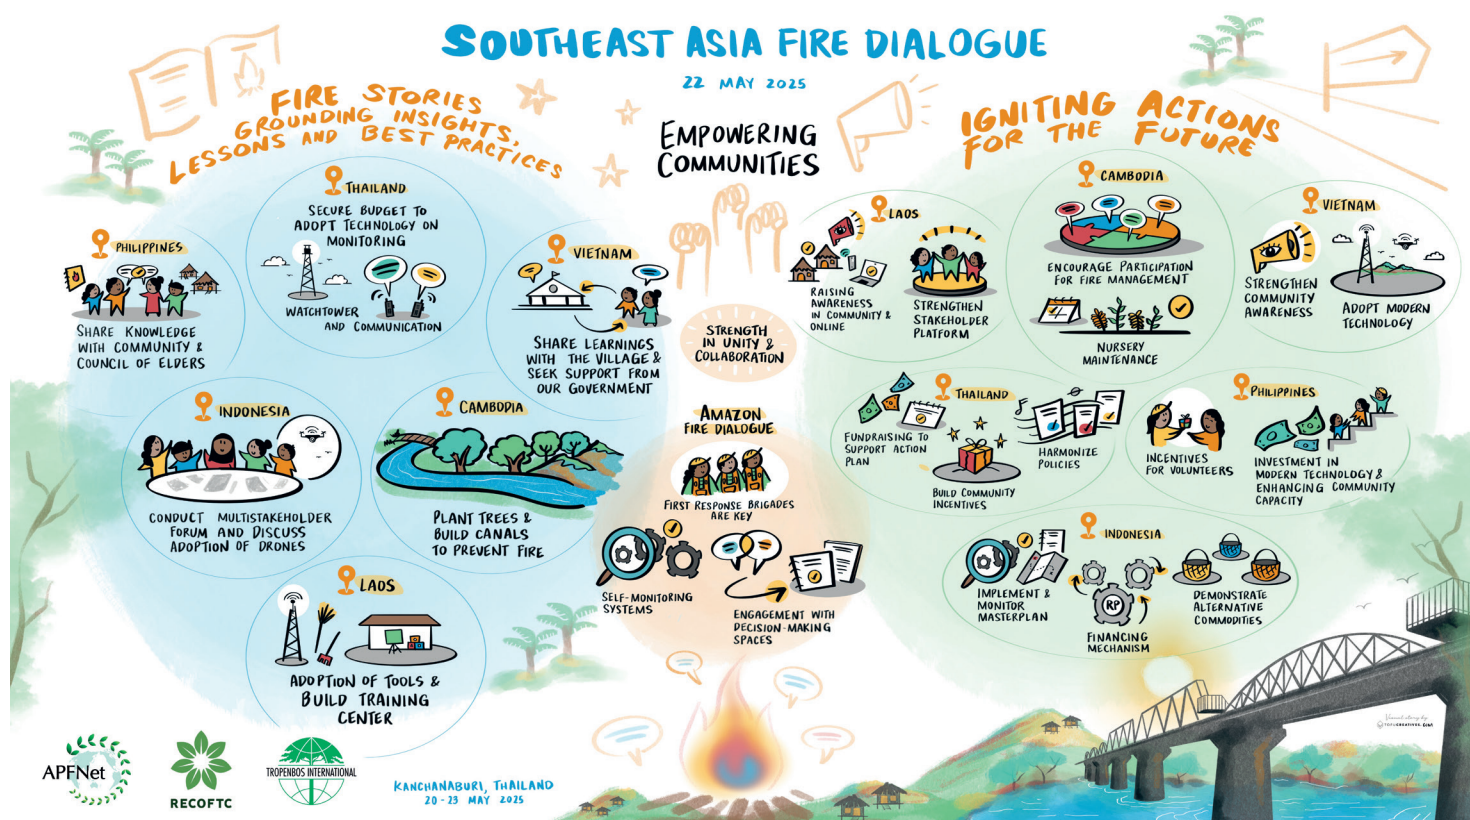 SOUTHEAST ASIA FIRE DIALOGUE
22 MAY 2025
FIRE STORIES
GROUNDING INSIGHTS,
LESSONS AND BEST PRACTICES
THAILAND
SECURE BUDGET TO
ADOPT TECHNOLOGY ON
MONITORING
WATCHTOWER
AND COMMUNICATION
PHILIPPINES
SHARE KNOWLEDGE
WITH COMMUNITY &
COUNCIL OF ELDERS
VIETNAM
SHARE LEARNINGS
WITH THE VILLAGE &
SEEK SUPPORT FROM
OUR GOVERNMENT
INDONESIA
CONDUCT MULTISTAKEHOLDER
FORUM AND DISCUSS
ADOPTION OF DRONES
CAMBODIA
PLANT TREES &
BUILD CANALS
TO PREVENT FIRE
LAOS
ADOPTION OF TOOLS &
BUILD TRAINING
CENTER
EMPOWERING
COMMUNITIES
STRENGTH
IN UNITY &
COLLABORATION
AMAZON
FIRE DIALOGUE
FIRST RESPONSE BRIGADES
ARE KEY
SELF-MONITORING
SYSTEMS
ENGAGEMENT WITH
DECISION-MAKING
SPACES
IGNITING ACTIONS
FOR THE FUTURE
LAOS
RAISING
AWARENESS
IN COMMUNITY &
ONLINE
STRENGTHEN
STAKEHOLDER
PLATFORM
CAMBODIA
ENCOURAGE PARTICIPATION
FOR FIRE MANAGEMENT
NURSERY
MAINTENANCE
VIETNAM
STRENGTHEN
COMMUNITY
AWARENESS
ADOPT MODERN
TECHNOLOGY
THAILAND
FUNDRAISING TO
SUPPORT ACTION
PLAN
BUILD COMMUNITY
INCENTIVES
HARMONIZE
POLICIES
PHILIPPINES
INCENTIVES
FOR VOLUNTEERS
INVESTMENT IN
MODERN TECHNOLOGY &
ENHANCING COMMUNITY
CAPACITY
INDONESIA
IMPLEMENT &
MONITOR
MASTERPLAN
RP
FINANCING
MECHANISM
DEMONSTRATE
ALTERNATIVE
COMMODITIES
APFNet
RECOFTC
TROPENBOS INTERNATIONAL
KANCHANABURI, THAILAND
20-23 MAY 2025